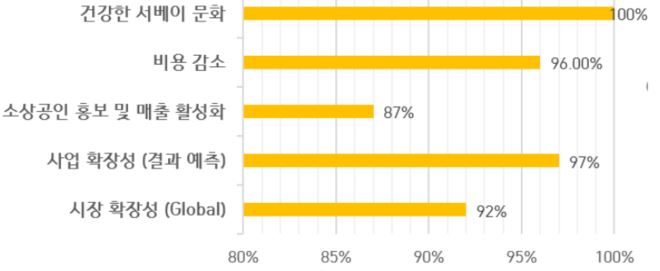 건강한 서베이 문화 100%
비용 감소 96.00%
소상공인 홍보 및 매출 활성화 87%
사업 확장성 (결과 예측) 97%
시장 확장성 (Global) 92%
80% 85% 90% 95% 100%